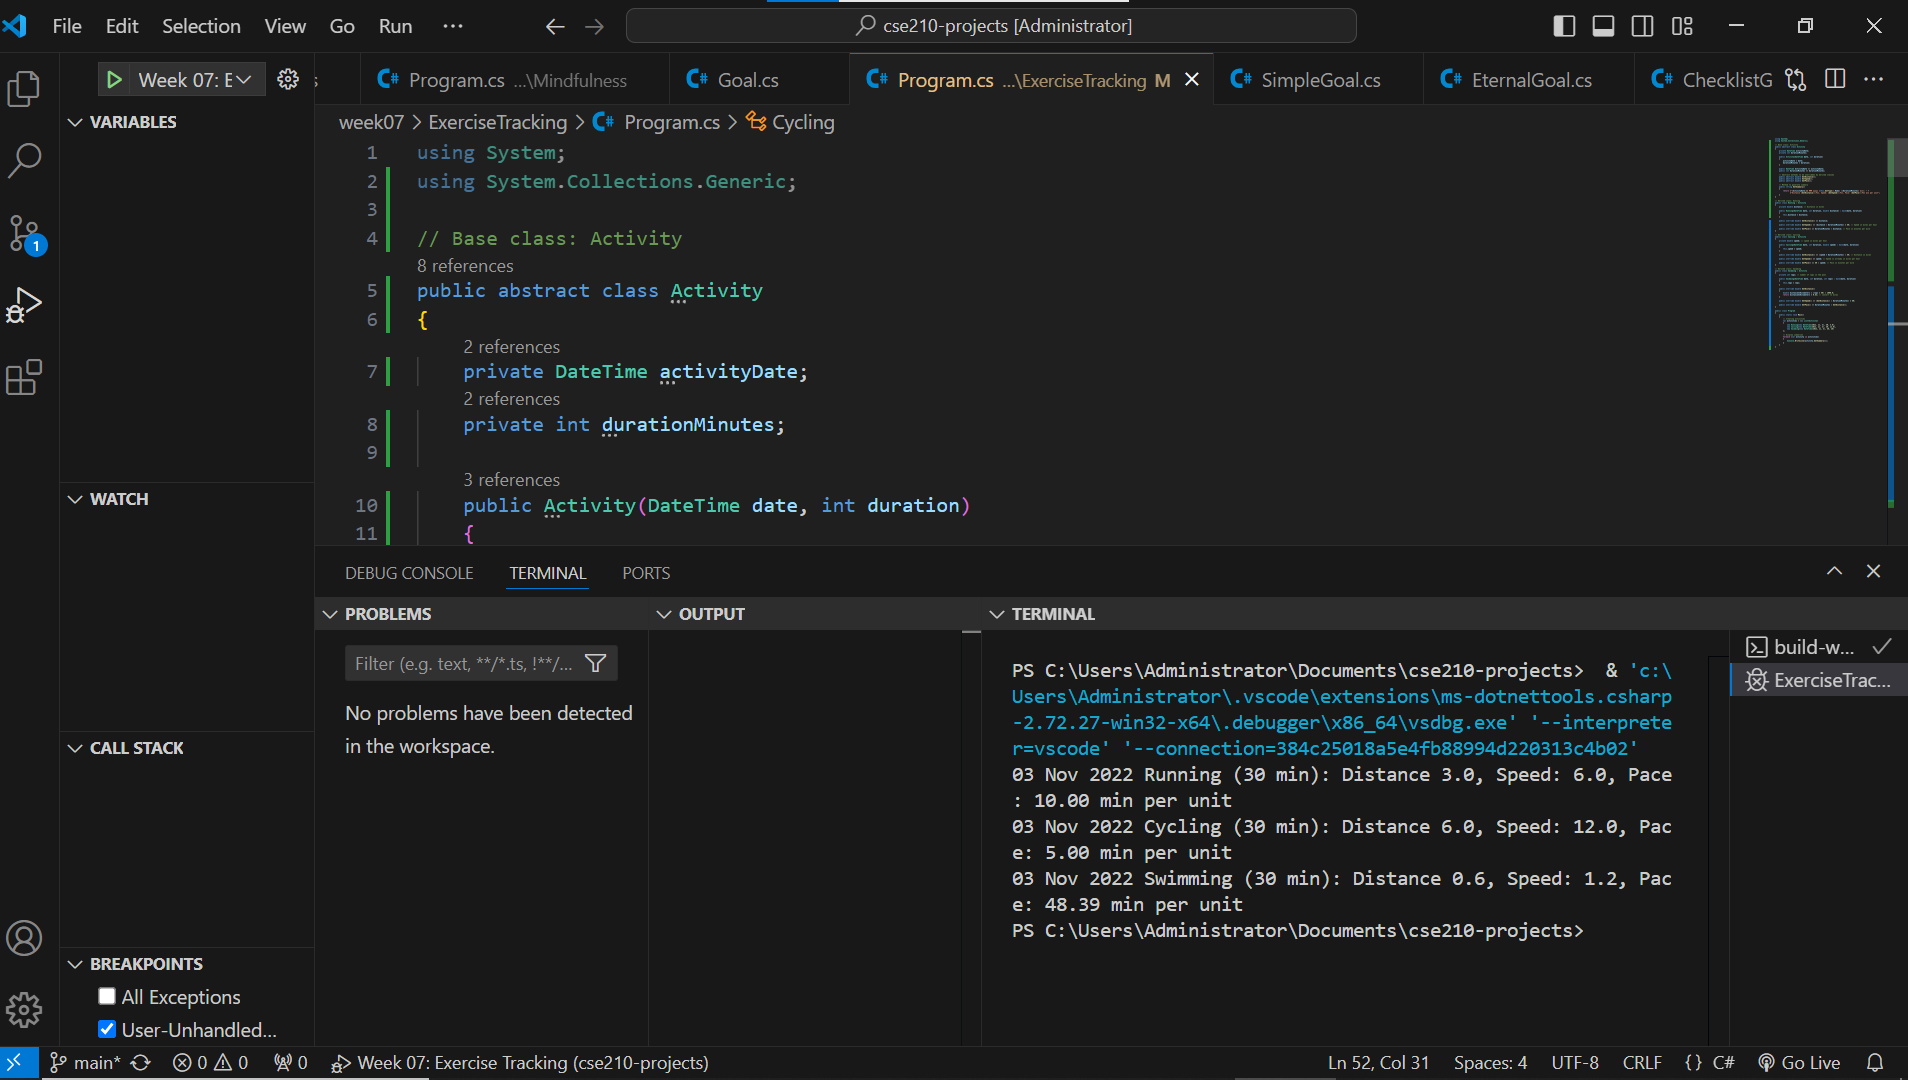 File Edit Selection View Go Run ··· cse210-projects [Administrator]
Week 07: E
Program.cs ...\Mindfulness Goal.cs Program.cs ...\ExerciseTracking M SimpleGoal.cs EternalGoal.cs ChecklistG ···
week07 > ExerciseTracking > Program.cs > Cycling
VARIABLES
WATCH
CALL STACK
BREAKPOINTS
All Exceptions
User-Unhandled...
1
1 using System;
2 using System.Collections.Generic;
3
4 // Base class: Activity
8 references
5 public abstract class Activity
6 {
2 references
7 private DateTime activityDate;
2 references
8 private int durationMinutes;
9
3 references
10 public Activity(DateTime date, int duration)
11 {
DEBUG CONSOLE TERMINAL PORTS
PROBLEMS
Filter (e.g. text, **/*.ts, !**/...
No problems have been detected
in the workspace.
OUTPUT
TERMINAL
PS C:\Users\Administrator\Documents\cse210-projects>  & 'c:\
Users\Administrator\.vscode\extensions\ms-dotnettools.csharp
-2.72.27-win32-x64\.debugger\x86_64\vsdbg.exe' '--interprete
r=vscode' '--connection=384c25018a5e4fb88994d220313c4b02'
03 Nov 2022 Running (30 min): Distance 3.0, Speed: 6.0, Pace
: 10.00 min per unit
03 Nov 2022 Cycling (30 min): Distance 6.0, Speed: 12.0, Pac
e: 5.00 min per unit
03 Nov 2022 Swimming (30 min): Distance 0.6, Speed: 1.2, Pac
e: 48.39 min per unit
PS C:\Users\Administrator\Documents\cse210-projects>
build-w...
ExerciseTrac...
main* 0 0 0 Week 07: Exercise Tracking (cse210-projects) Ln 52, Col 31 Spaces: 4 UTF-8 CRLF {} C# Go Live